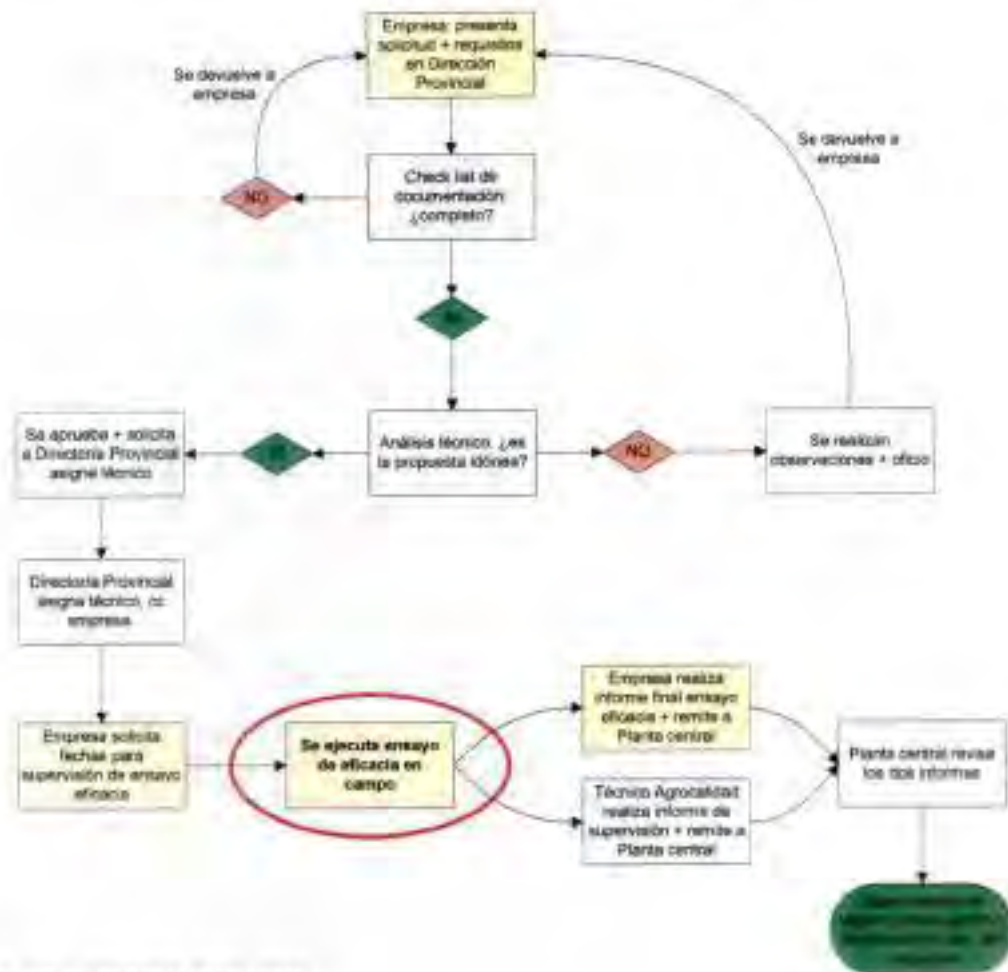 Empresa: presenta
solicitud + requisitos
en Dirección
Provincial
Se devuelve a
empresa
Se devuelve a
empresa
Check list de
documentación:
¿completo?
NO
Se aprueba + solicita
a Directoria Provincial
asigne técnico
Análisis técnico, ¿es
la propuesta idónea?
NO
Se realizan
observaciones + oficio
Directoria Provincial
asigna técnico, cc
empresa
Empresa solicita
fechas para
supervisión de ensayo
eficacia
Se ejecuta ensayo
de eficacia en
campo
Empresa realiza
informe final ensayo
eficacia + remite a
Planta central
Técnico Agrocalidad
realiza informe de
supervisión + remite a
Planta central
Planta central revisa
los dos informes